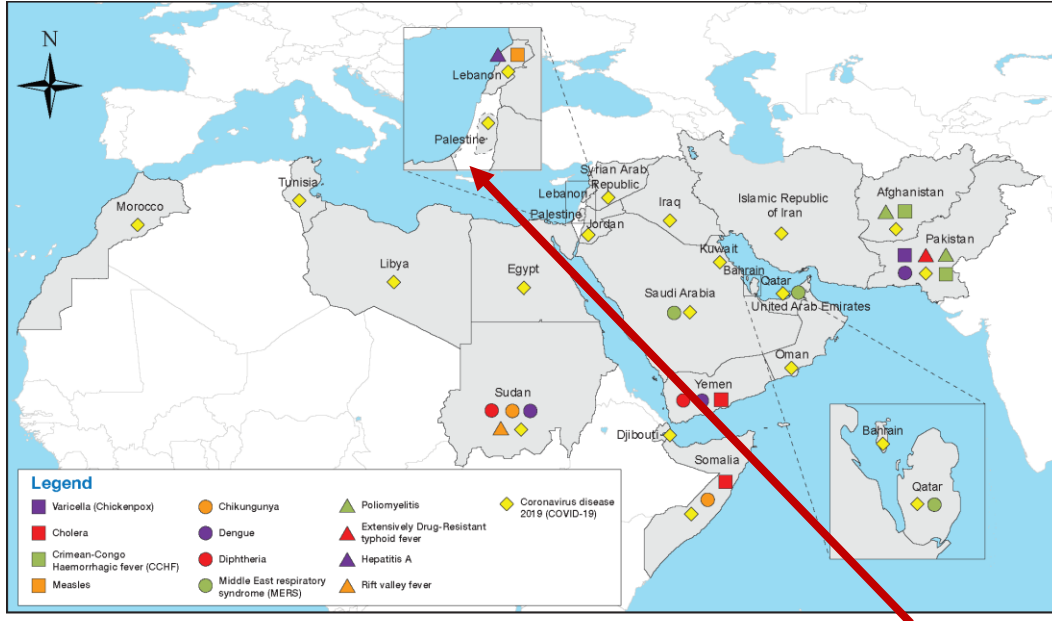 N
Lebanon
Palestine
Tunisia
Morocco
Syrian Arab
Republic
Lebanon
Palestine
Jordan
Iraq
Islamic Republic
of Iran
Afghanistan
Pakistan
Kuwait
Bahrain
Qatar
United Arab Emirates
Libya
Egypt
Saudi Arabia
Oman
Sudan
Yemen
Djibouti
Somalia
Bahrain
Qatar
Legend
Varicella (Chickenpox)
Cholera
Crimean-Congo
Haemorrhagic fever (CCHF)
Measles
Chikungunya
Dengue
Diphtheria
Middle East respiratory
syndrome (MERS)
Poliomyelitis
Extensively Drug-Resistant
typhoid fever
Hepatitis A
Rift valley fever
Coronavirus disease
2019 (COVID-19)